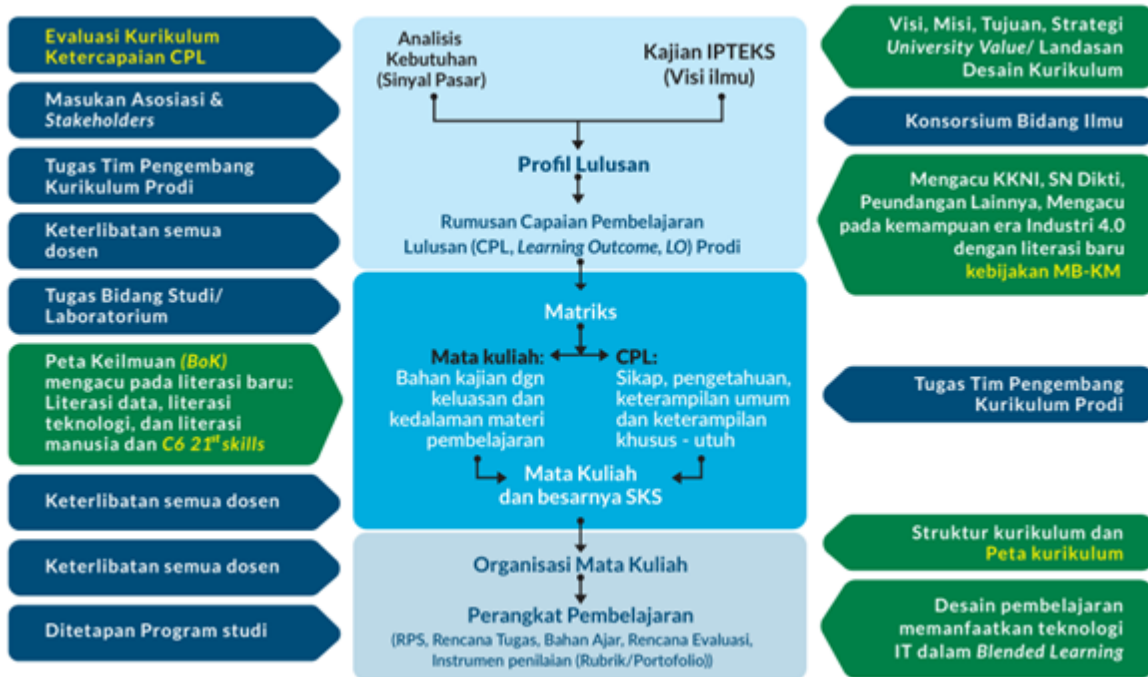 Evaluasi Kurikulum
Ketercapaian CPL
Masukan Asosiasi &
Stakeholders
Tugas Tim Pengembang
Kurikulum Prodi
Keterlibatan semua
dosen
Tugas Bidang Studi/
Laboratorium
Peta Keilmuan (BoK)
mengacu pada literasi baru:
Literasi data, literasi
teknologi, dan literasi
manusia dan C6 21st skills
Keterlibatan semua dosen
Keterlibatan semua dosen
Ditetapan Program studi
Analisis
Kebutuhan
(Sinyal Pasar)
Kajian IPTEKS
(Visi ilmu)
Profil Lulusan
Rumusan Capaian Pembelajaran
Lulusan (CPL, Learning Outcome, LO) Prodi
Matriks
Mata kuliah:
Bahan kajian dgn
keluasan dan
kedalaman materi
pembelajaran
CPL:
Sikap, pengetahuan,
keterampilan umum
dan keterampilan
khusus - utuh
Mata Kuliah
dan besarnya SKS
Organisasi Mata Kuliah
Perangkat Pembelajaran
(RPS, Rencana Tugas, Bahan Ajar, Rencana Evaluasi,
Instrumen penilaian (Rubrik/Portofolio))
Visi, Misi, Tujuan, Strategi
University Value/ Landasan
Desain Kurikulum
Konsorsium Bidang Ilmu
Mengacu KKNI, SN Dikti,
Peundangan Lainnya, Mengacu
pada kemampuan era Industri 4.0
dengan literasi baru
kebijakan MB-KM
Tugas Tim Pengembang
Kurikulum Prodi
Struktur kurikulum dan
Peta kurikulum
Desain pembelajaran
memanfaatkan teknologi
IT dalam Blended Learning